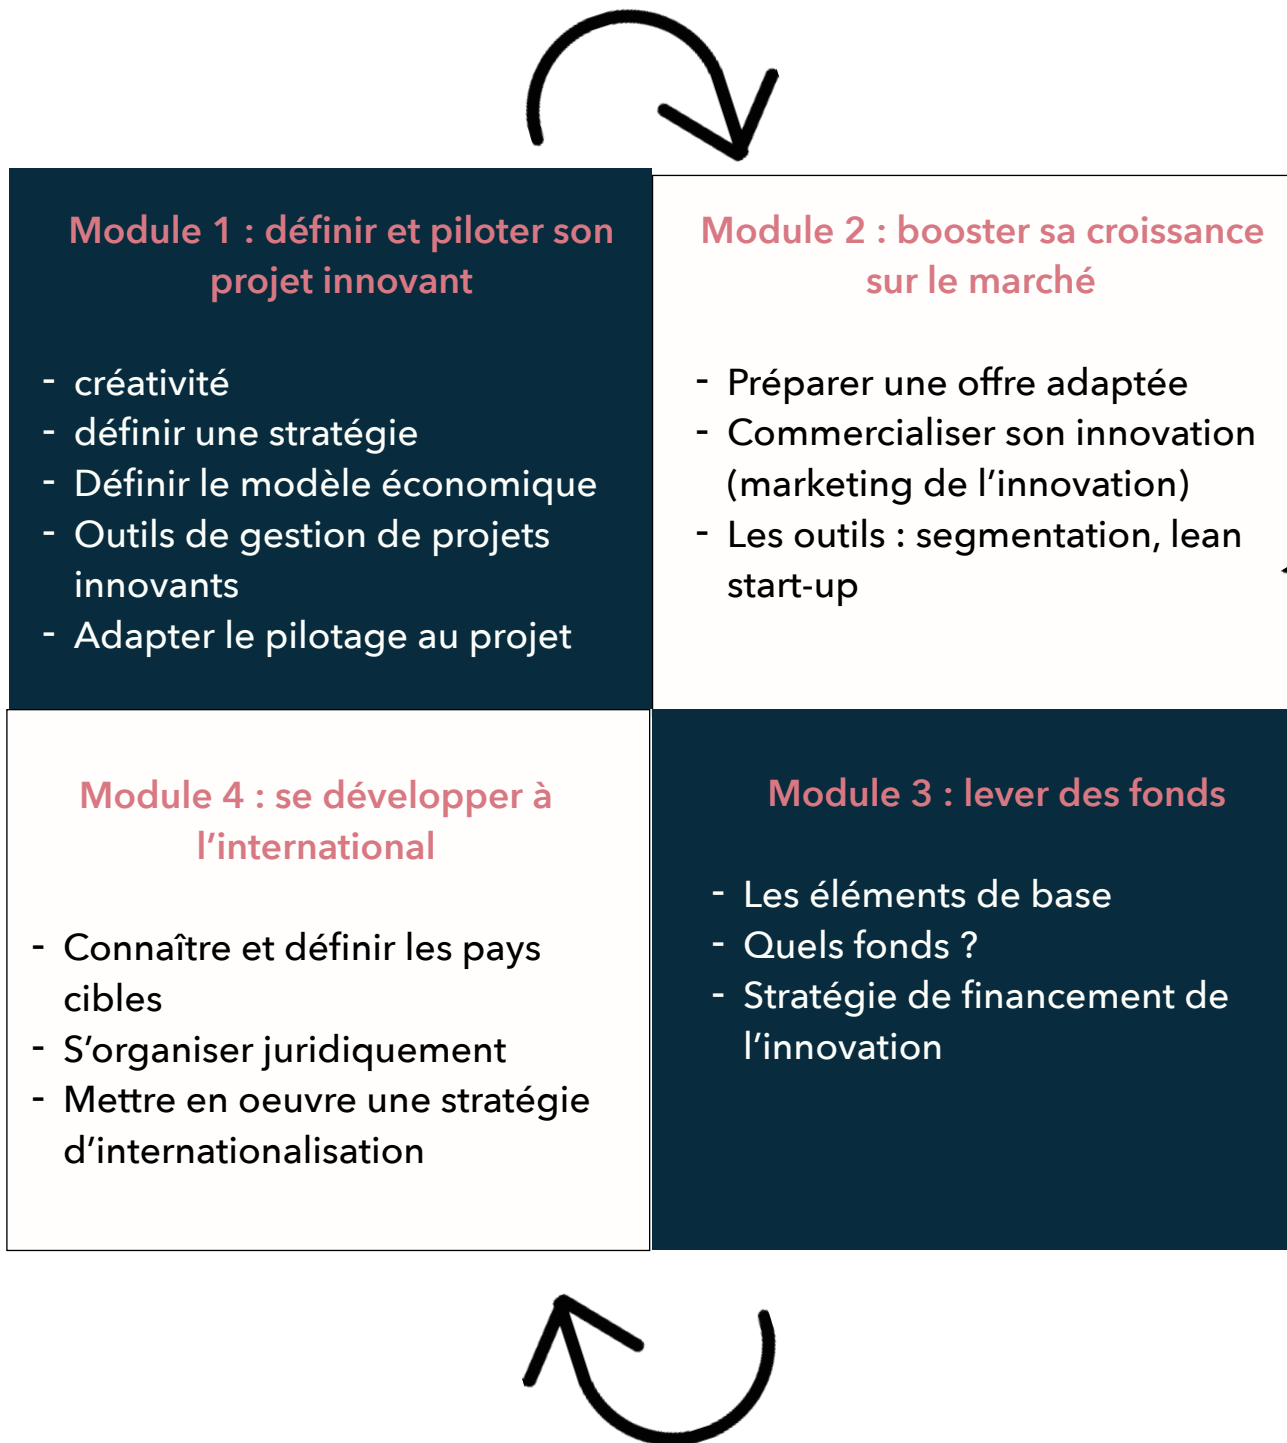 Module 1 : définir et piloter son
projet innovant
- créativité
- définir une stratégie
- Définir le modèle économique
- Outils de gestion de projets
innovants
- Adapter le pilotage au projet
Module 2 : booster sa croissance
sur le marché
- Préparer une offre adaptée
- Commercialiser son innovation
(marketing de l’innovation)
- Les outils : segmentation, lean
start-up
Module 4 : se développer à
l’international
- Connaître et définir les pays
cibles
- S’organiser juridiquement
- Mettre en oeuvre une stratégie
d’internationalisation
Module 3 : lever des fonds
- Les éléments de base
- Quels fonds ?
- Stratégie de financement de
l’innovation